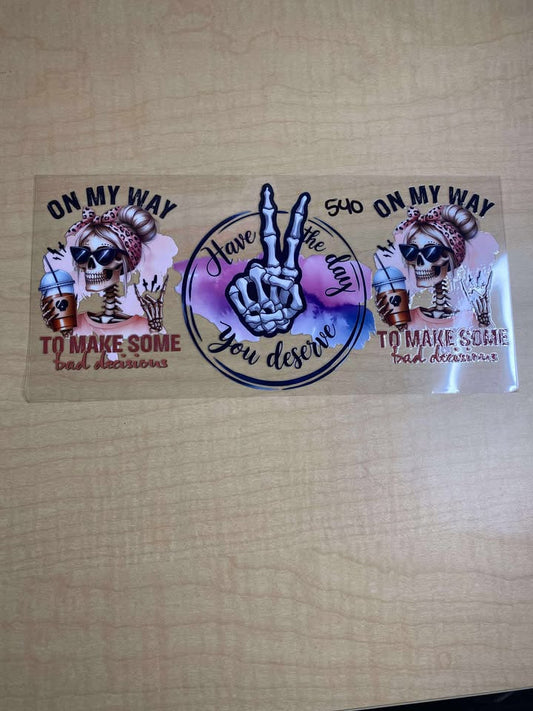 ON MY WAY
TO MAKE SOME
bad decisions
Have the day
You deserve
540
ON MY WAY
TO MAKE SOME
bad decisions